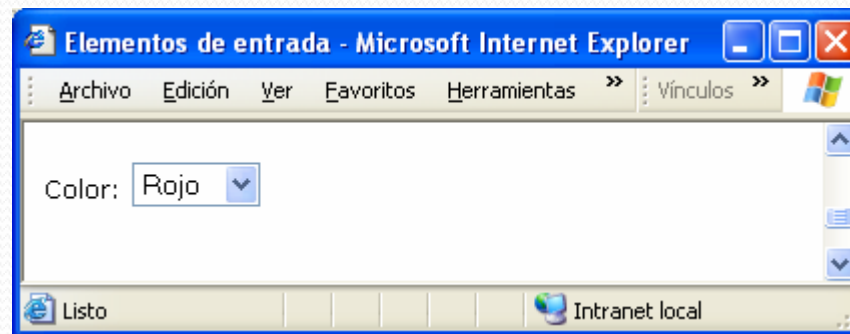 Elementos de entrada - Microsoft Internet Explorer
Archivo Edición Ver Favoritos Herramientas » Vínculos »
Color: Rojo
Listo Intranet local